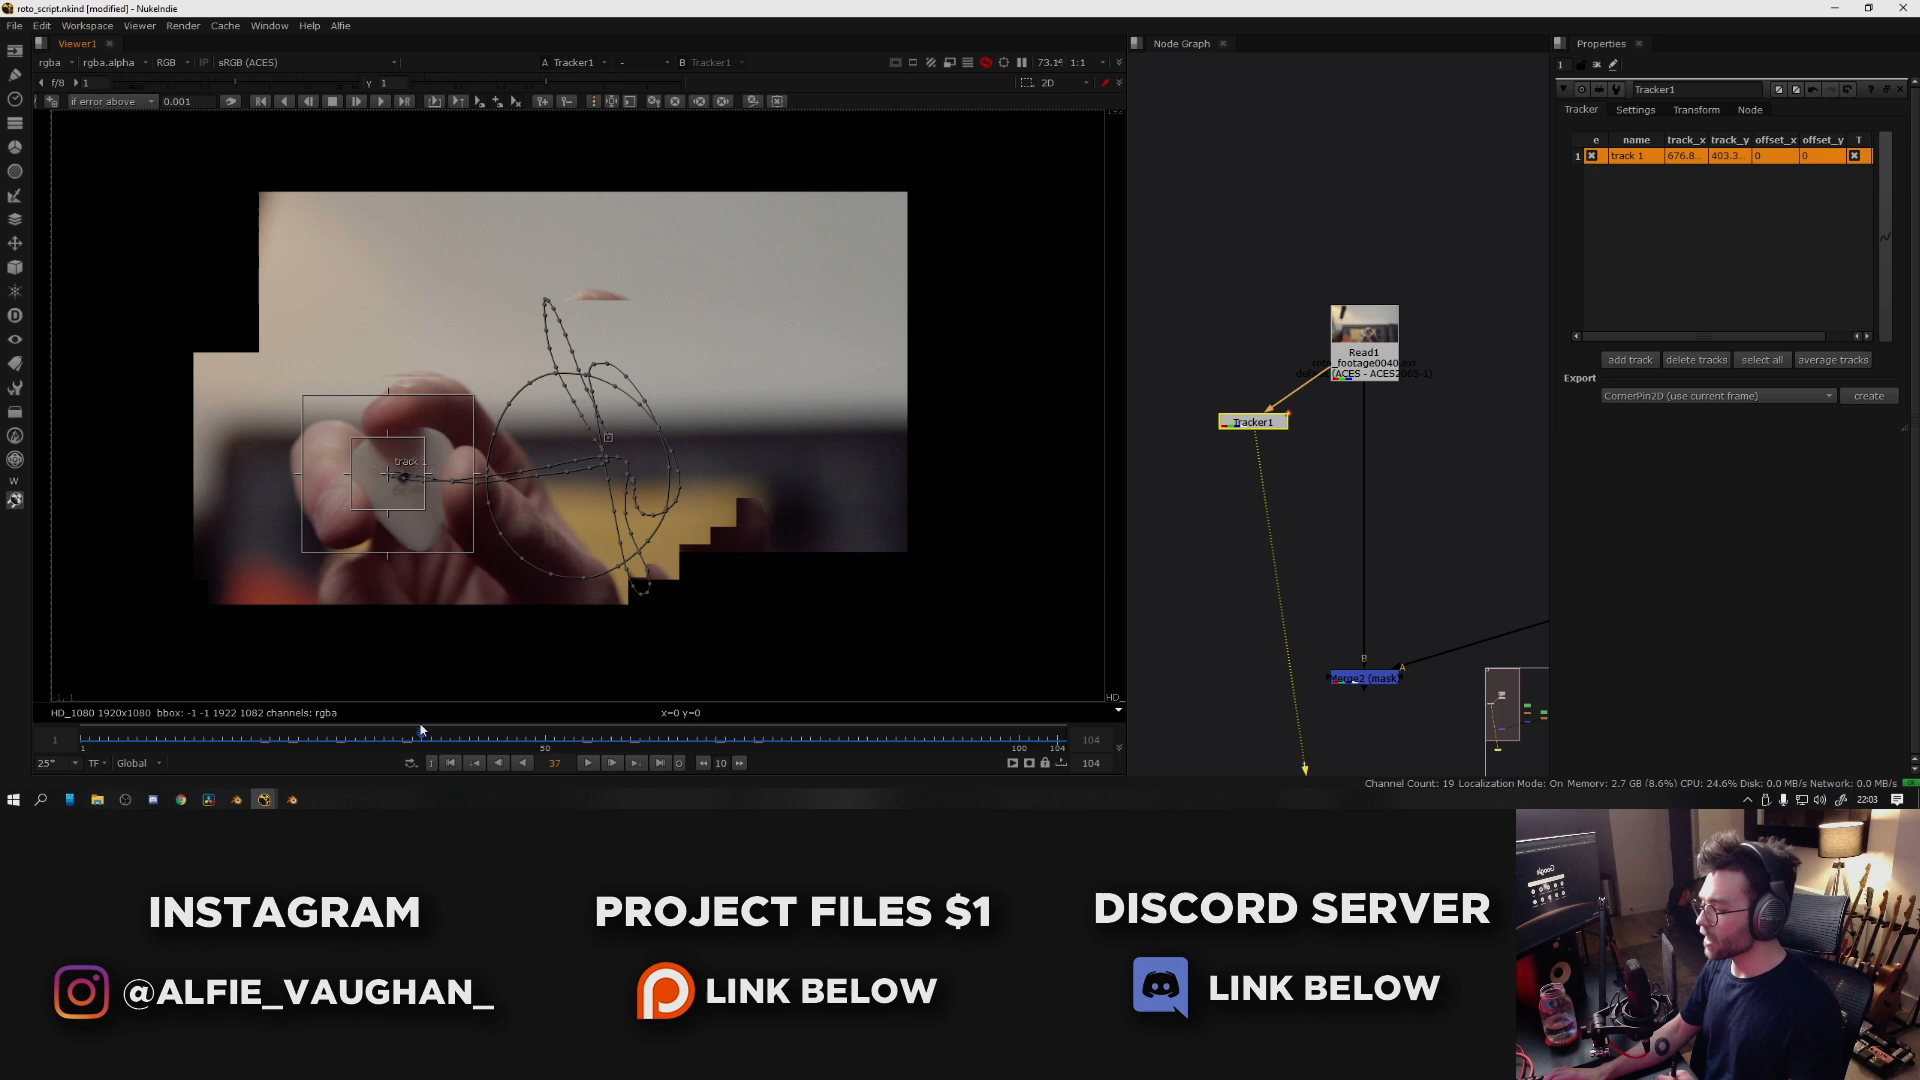 roto_script.nkind [modified] - NukeIndie
File Edit Workspace Viewer Render Cache Window Help Alfie
Viewer1
rgba rgba.alpha RGB IP sRGB (ACES) A Tracker1 - B Tracker1 1:1
f/8 1 y 1 2D
if error above 0.001
track 1
HD_
HD_1080 1920x1080 bbox: -1 -1 1922 1082 channels: rgba x=0 y=0
1 1 50 100 104 104
25* TF Global 37 10 104
Node Graph
Read1
roto_footage0040.exr
Tracker1
B
A
Merge2 (mask)
Properties
1
Tracker1
Tracker Settings Transform Node
e name track_x track_y offset_x offset_y T
1 track 1 676.8... 403.3... 0 0
add track delete tracks select all average tracks
Export
CornerPin2D (use current frame) create
Channel Count: 19 Localization Mode: On Memory: 2.7 GB (8.6%) CPU: 24.6% Disk: 0.0 MB/s Network: 0.0 MB/s
22:03
INSTAGRAM
@ALFIE_VAUGHAN_
PROJECT FILES $1
LINK BELOW
DISCORD SERVER
LINK BELOW